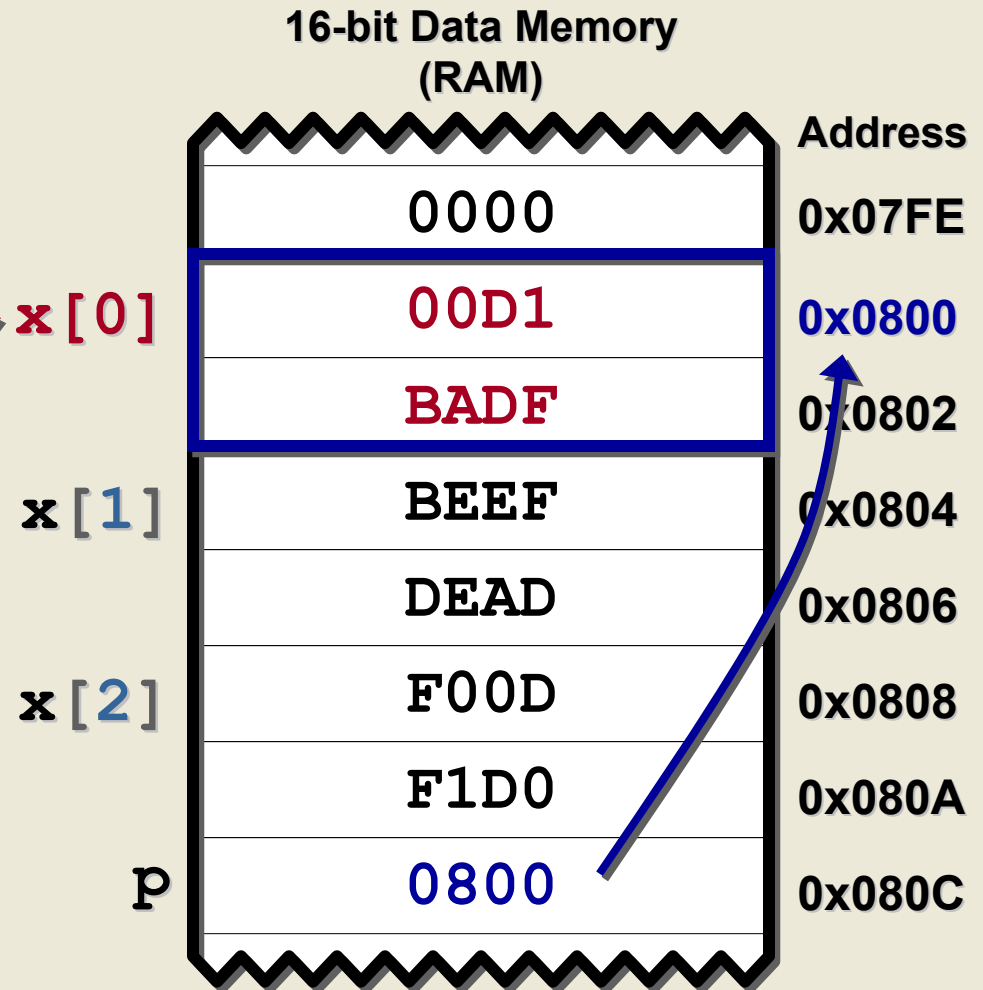 16-bit Data Memory
(RAM)
Address
0000 0x07FE
x[0] 00D1 0x0800
BADF 0x0802
x[1] BEEF 0x0804
DEAD 0x0806
x[2] F00D 0x0808
F1D0 0x080A
p 0800 0x080C